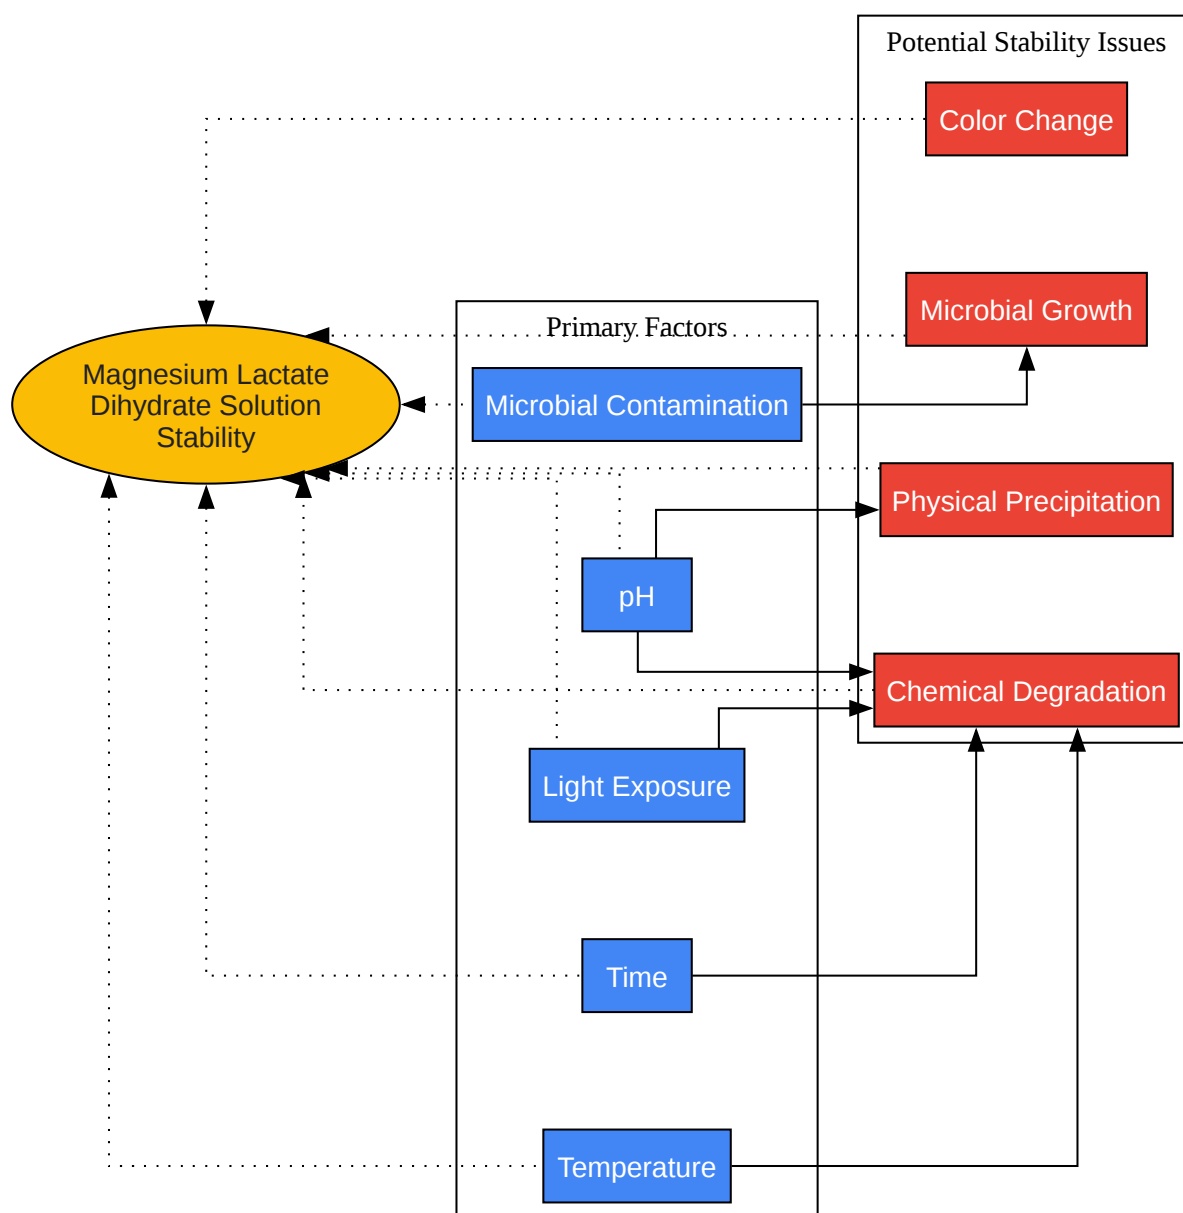 Potential Stability Issues
Color Change
Microbial Growth
Primary Factors
Magnesium Lactate
Dihydrate Solution
Stability
Microbial Contamination
Physical Precipitation
pH
Chemical Degradation
Light Exposure
Time
Temperature